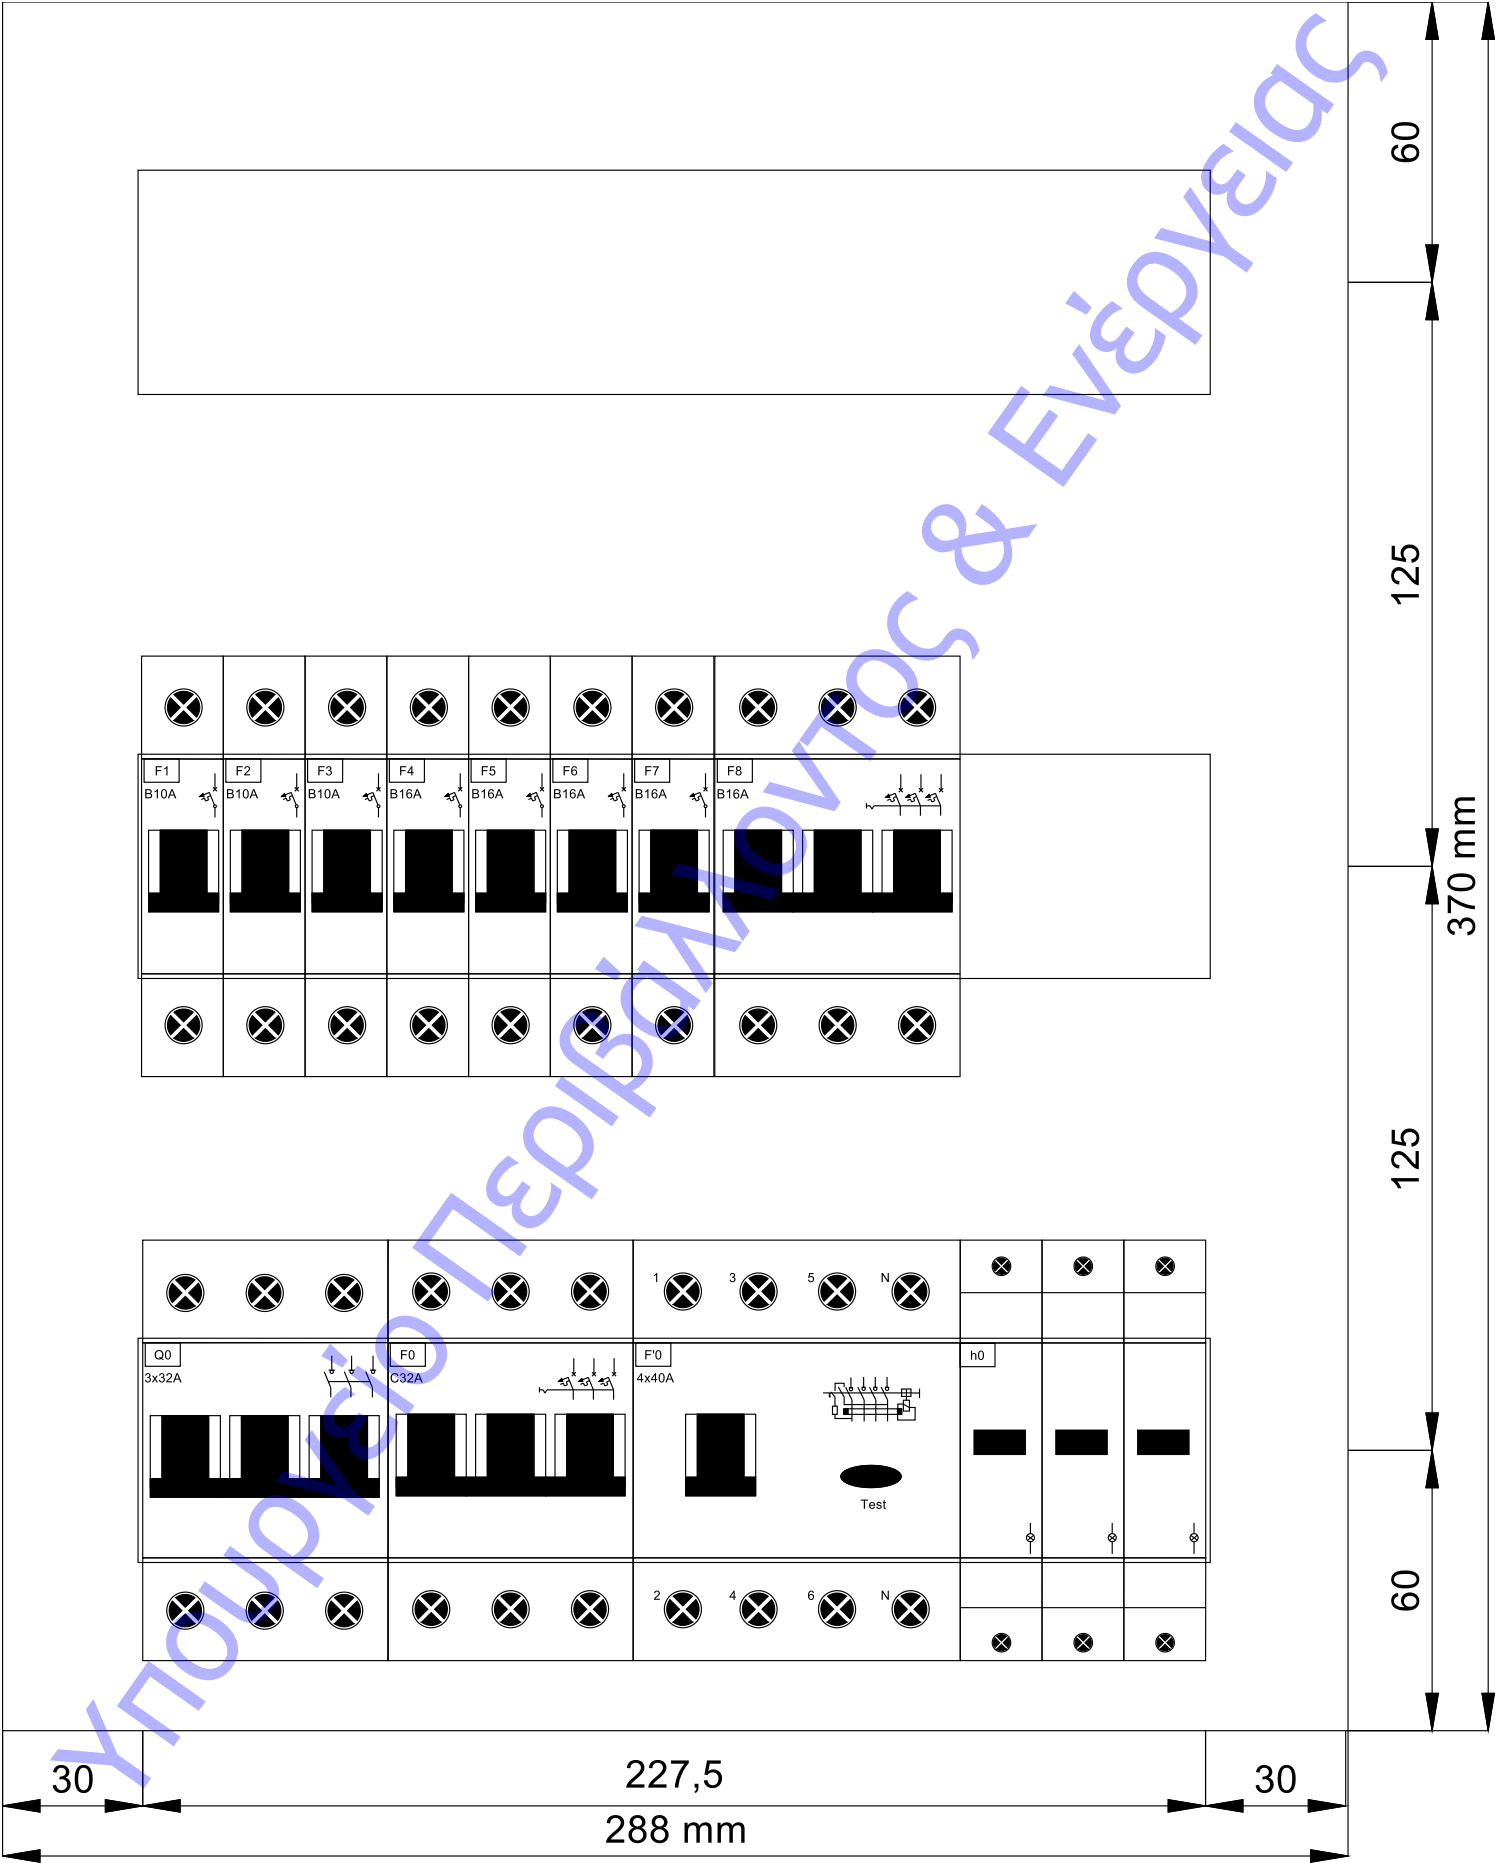 60
125
F1 F2 F3 F4 F5 F6 F7 F8
B10A B10A B10A B16A B16A B16A B16A B16A
370 mm
125
1 3 5 N
Q0 F0 F'0 h0
3x32A C32A 4x40A
Test
2 4 6 N
60
30 227,5 30
288 mm
Υπουργείο Περιβάλλοντος & Ενέργειας